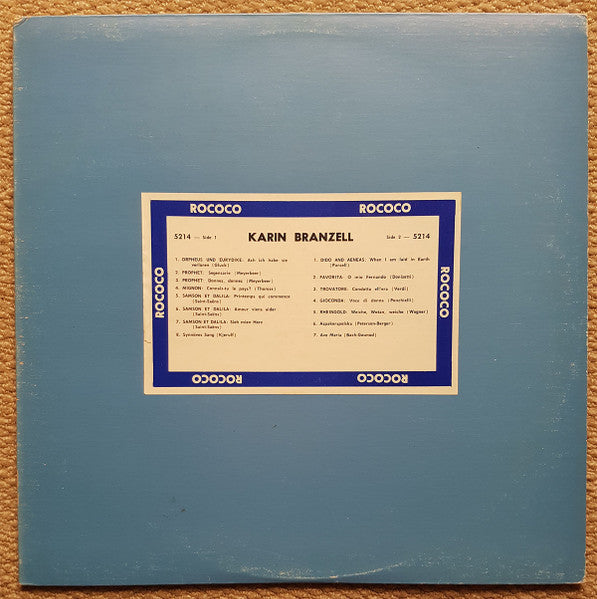 ROCOCO ROCOCO
5214 — Side 1 KARIN BRANZELL Side 2 — 5214
1. ORPHEUS UND EURYDIKE: Ach ich habe sie
verloren (Gluck)
2. PROPHET: Segensarie (Meyerbeer)
3. PROPHET: Donnez, donnez (Meyerbeer)
4. MIGNON: Connais-tu le pays? (Thomas)
5. SAMSON ET DALILA: Printemps qui commence
(Saint-Saëns)
6. SAMSON ET DALILA: Amour viens aider
(Saint-Saëns)
7. SAMSON ET DALILA: Sieh mein Herz
(Saint-Saëns)
8. Synnöves Sang (Kjerulf)
1. DIDO AND AENEAS: When I am laid in Earth
(Purcell)
2. FAVORITA: O mio Fernando (Donizetti)
3. TROVATORE: Condotta ell'era (Verdi)
4. GIOCONDA: Voce di donna (Ponchielli)
5. RHEINGOLD: Weiche, Wotan, weiche (Wagner)
6. (Peterson-Berger)
7. Ave Maria (Bach-Gounod)
ROCOCO
ROCOCO
ROCOCO ROCOCO